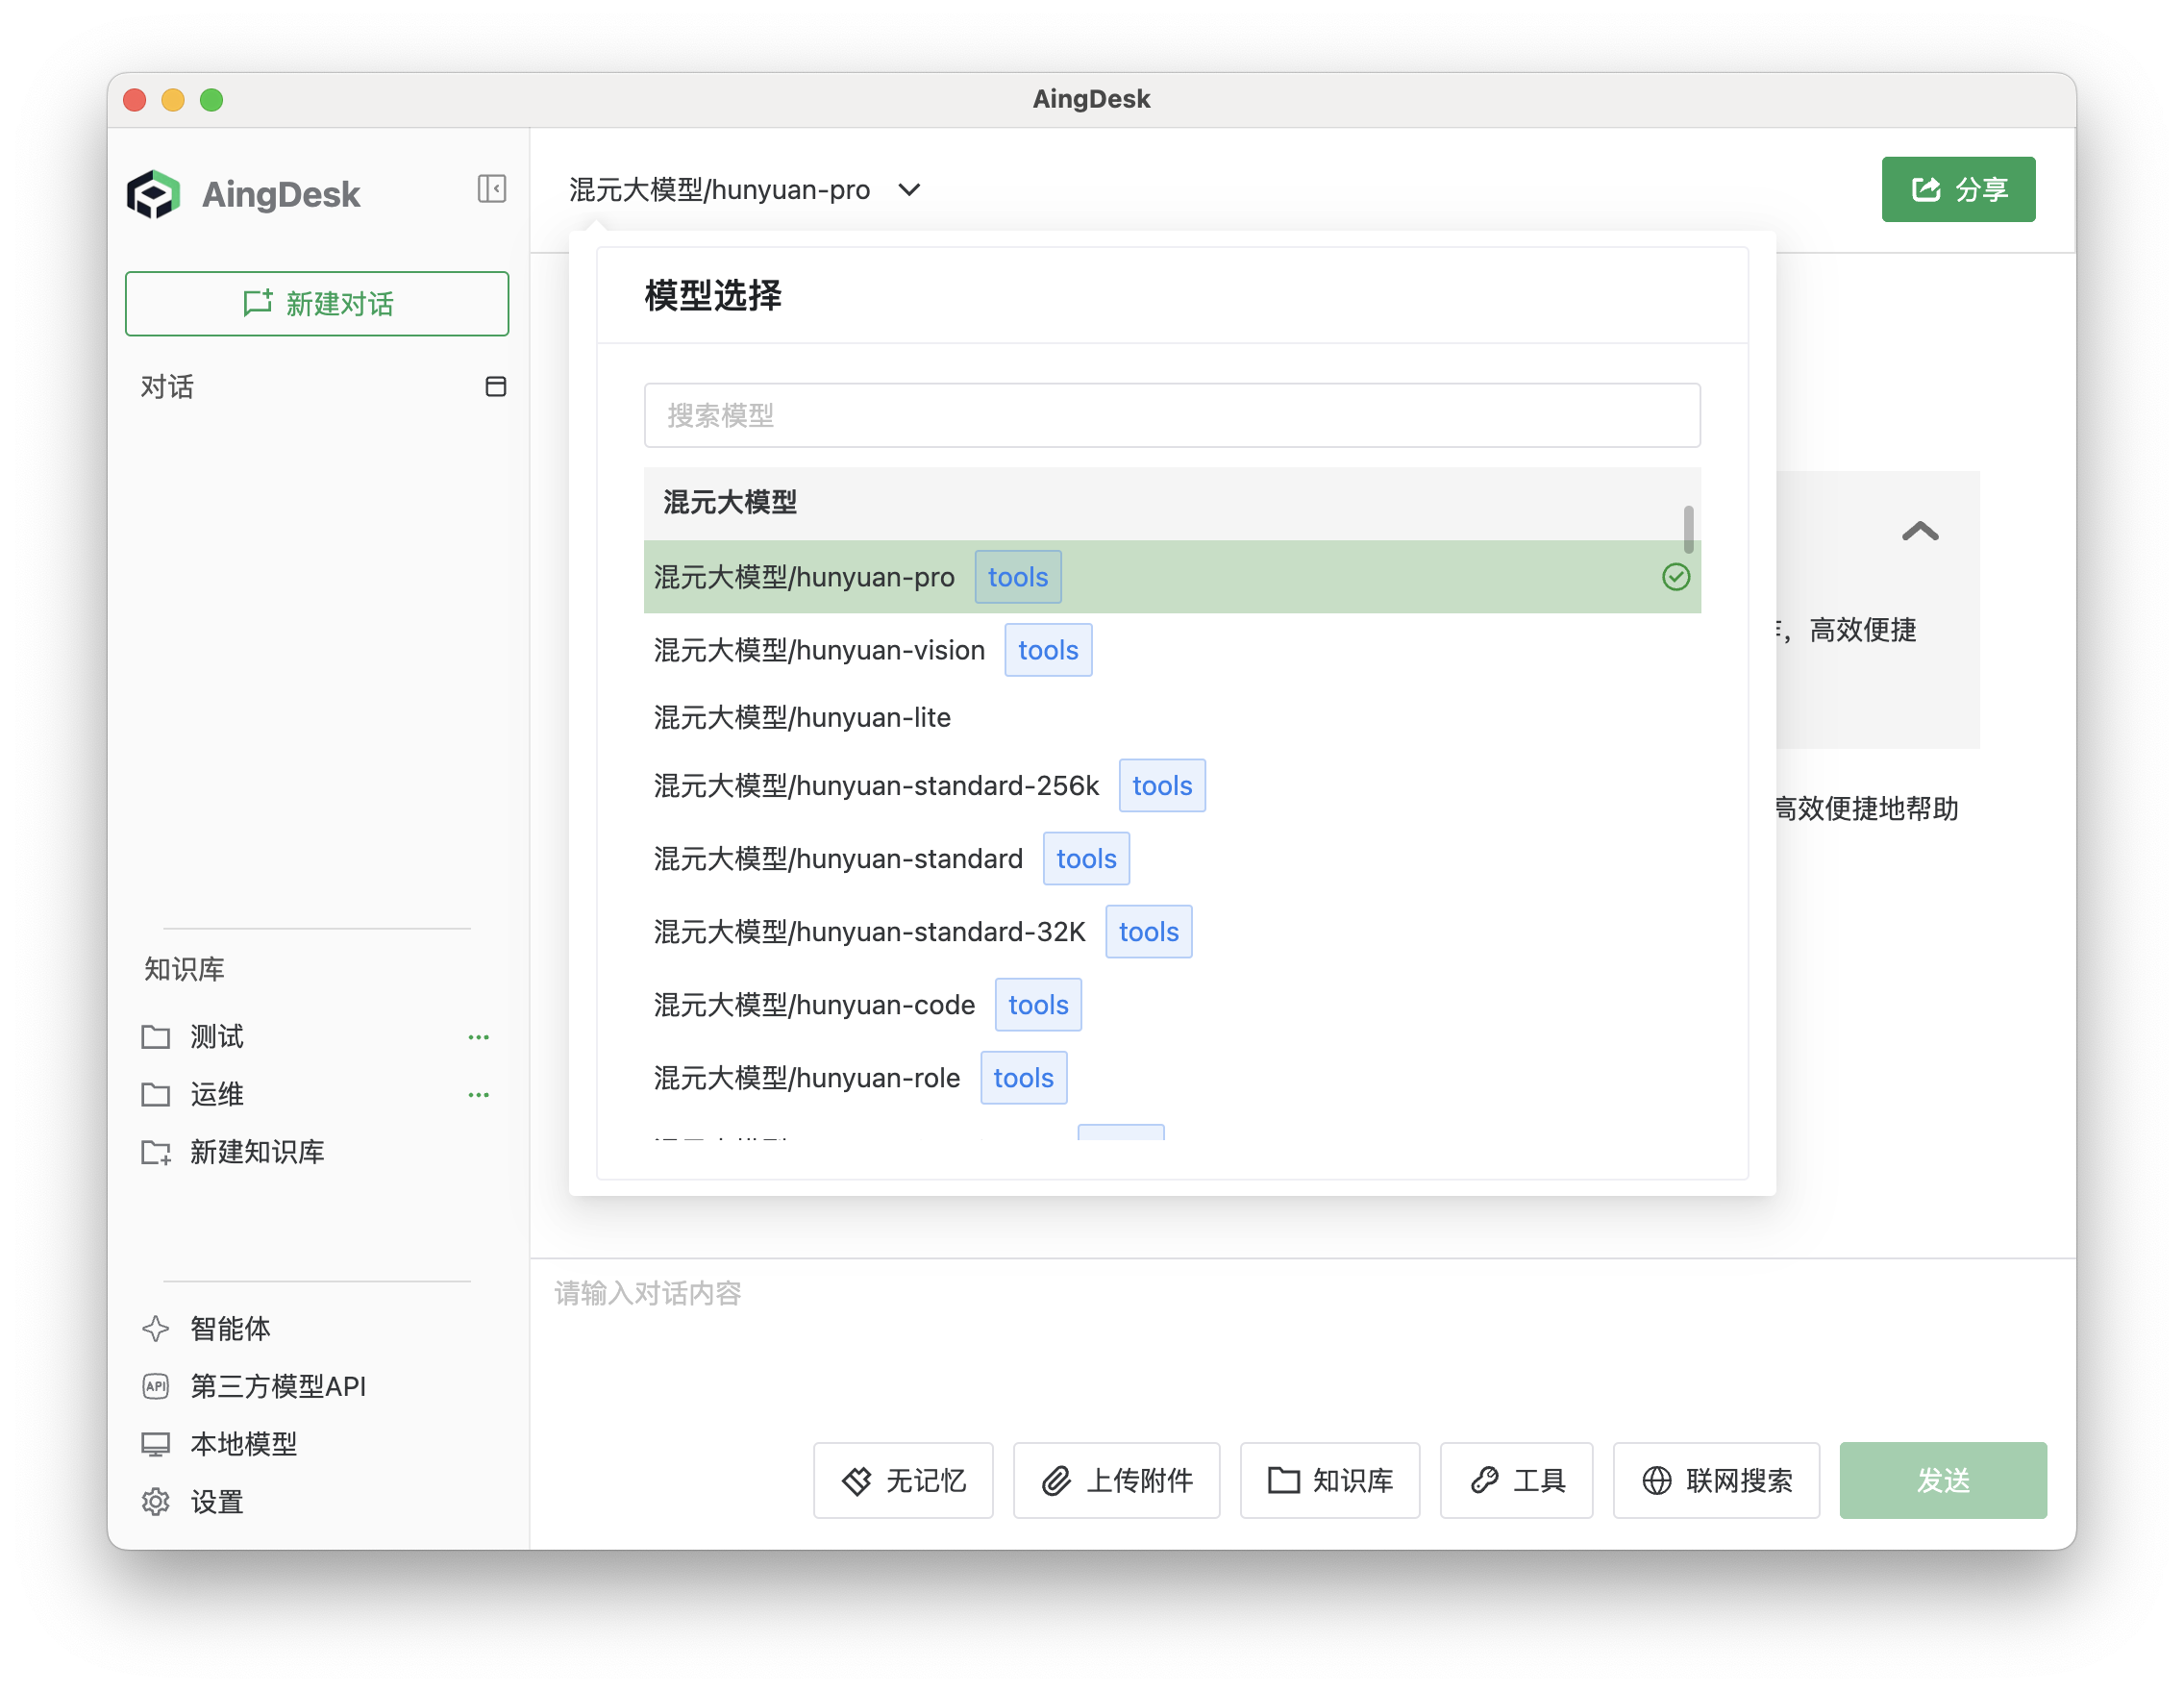 AingDesk
AingDesk
新建对话
对话
知识库
测试
运维
新建知识库
智能体
API 第三方模型API
本地模型
设置
混元大模型/hunyuan-pro
分享
模型选择
搜索模型
混元大模型
混元大模型/hunyuan-pro tools
混元大模型/hunyuan-vision tools
混元大模型/hunyuan-lite
混元大模型/hunyuan-standard-256k tools
混元大模型/hunyuan-standard tools
混元大模型/hunyuan-standard-32K tools
混元大模型/hunyuan-code tools
混元大模型/hunyuan-role tools
，高效便捷
高效便捷地帮助
请输入对话内容
无记忆 上传附件 知识库 工具 联网搜索 发送